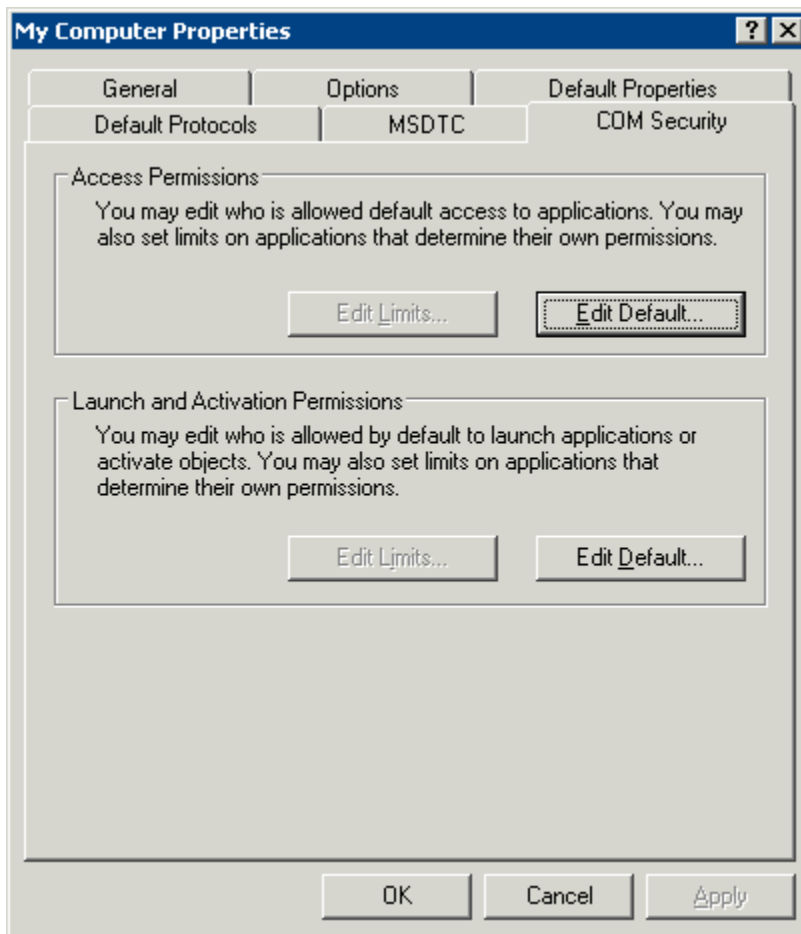 My Computer Properties
General Options Default Properties
Default Protocols MSDTC COM Security
Access Permissions
You may edit who is allowed default access to applications. You may
also set limits on applications that determine their own permissions.
Edit Limits... Edit Default...
Launch and Activation Permissions
You may edit who is allowed by default to launch applications or
activate objects. You may also set limits on applications that
determine their own permissions.
Edit Limits... Edit Default...
OK Cancel Apply